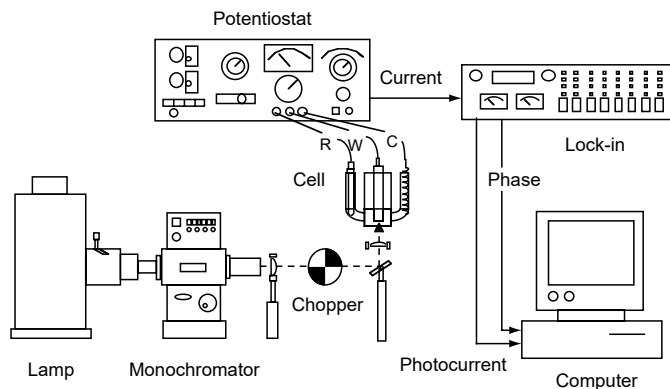 Potentiostat
Current
R
W
C
Lock-in
Cell
Phase
Chopper
Photocurrent
Lamp
Monochromator
Computer